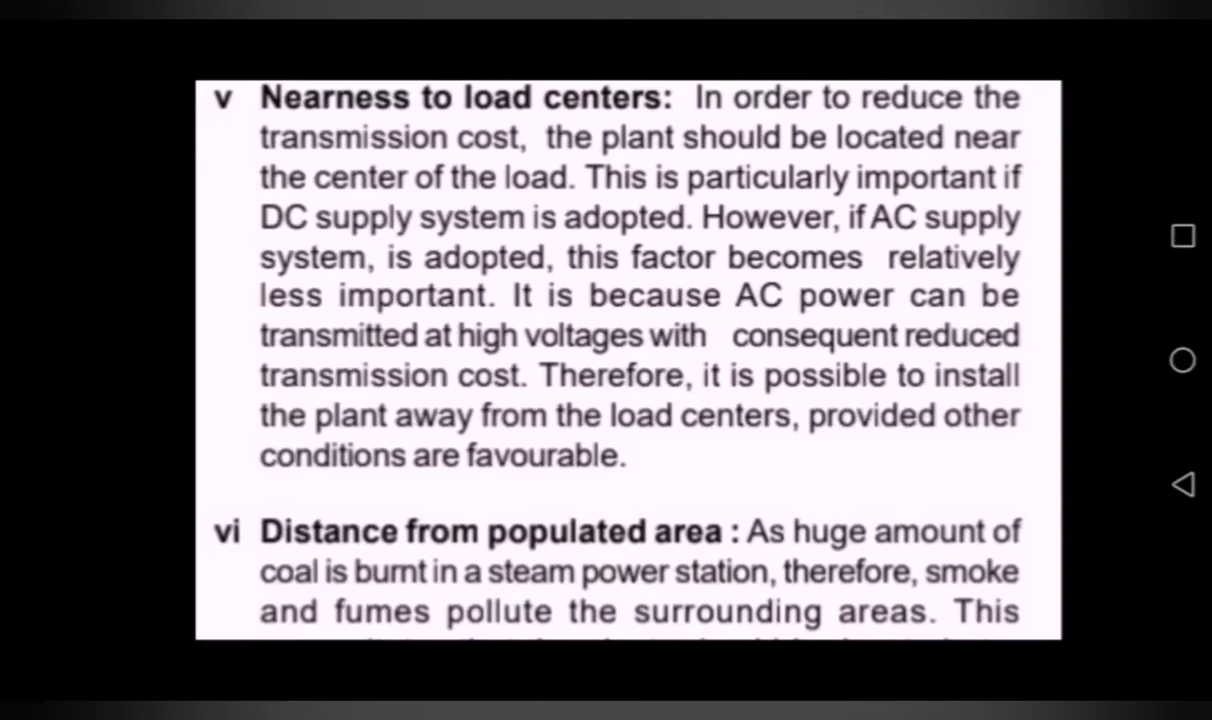 v Nearness to load centers: In order to reduce the
transmission cost, the plant should be located near
the center of the load. This is particularly important if
DC supply system is adopted. However, if AC supply
system, is adopted, this factor becomes relatively
less important. It is because AC power can be
transmitted at high voltages with consequent reduced
transmission cost. Therefore, it is possible to install
the plant away from the load centers, provided other
conditions are favourable.
vi Distance from populated area : As huge amount of
coal is burnt in a steam power station, therefore, smoke
and fumes pollute the surrounding areas. This